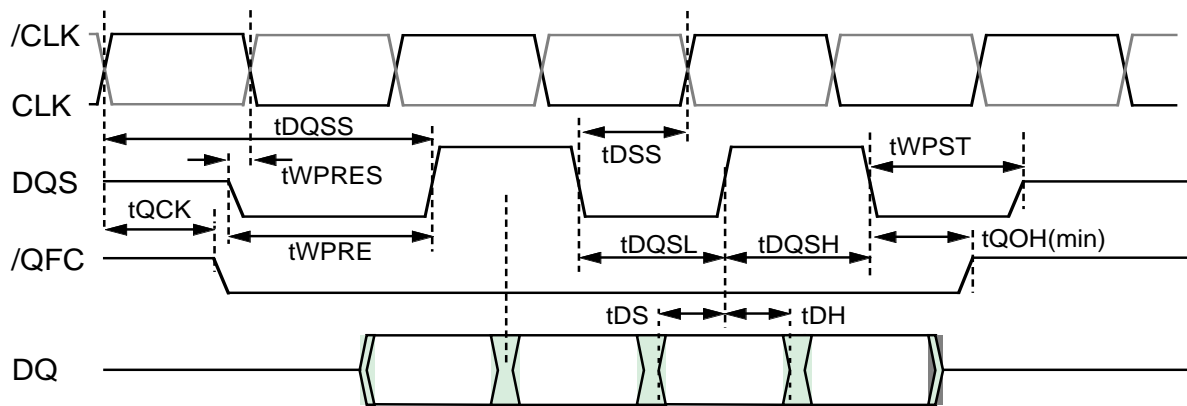 /CLK
CLK
tDQSS
tDSS
tWPST
tWPRES
DQS
tQCK
tWPRE
tDQSL
tDQSH
tQOH(min)
/QFC
tDS
tDH
DQ